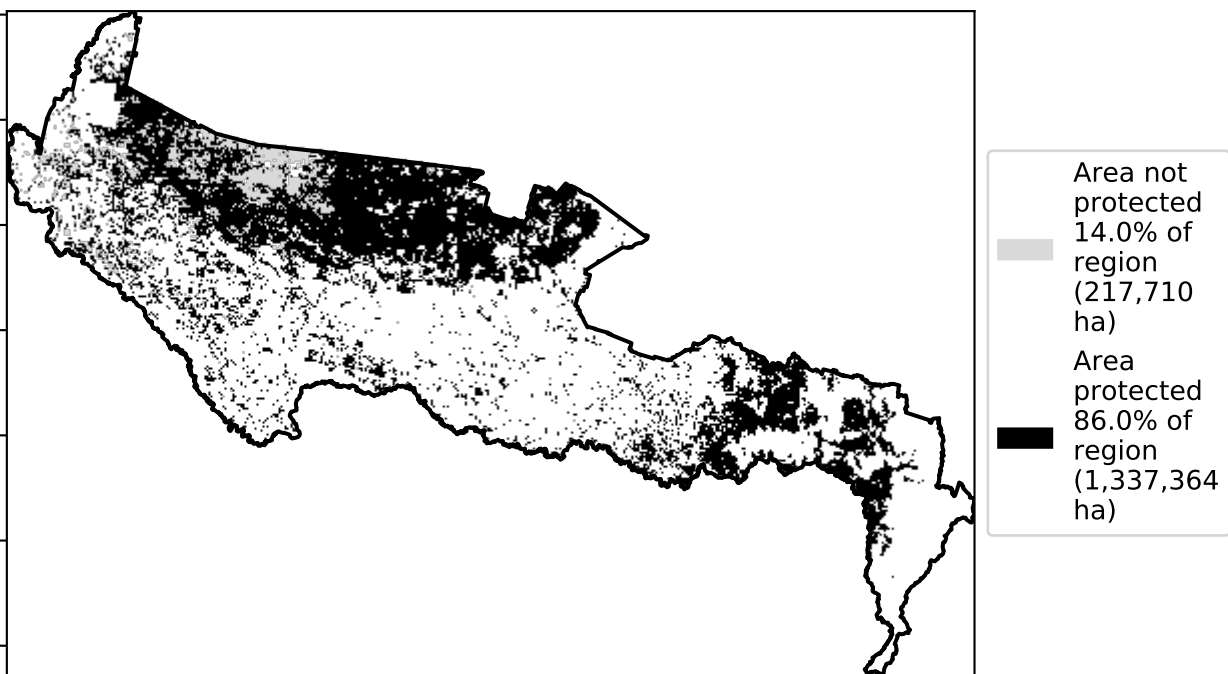 Area not
protected
14.0% of
region
(217,710
ha)
Area
protected
86.0% of
region
(1,337,364
ha)